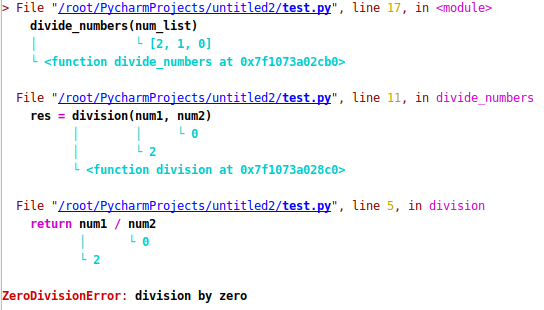 > File "/root/PycharmProjects/untitled2/test.py", line 17, in <module>
    divide_numbers(num_list)
    │              └ [2, 1, 0]
    └ <function divide_numbers at 0x7f1073a02cb0>

  File "/root/PycharmProjects/untitled2/test.py", line 11, in divide_numbers
    res = division(num1, num2)
          │        │     └ 0
          │        └ 2
          └ <function division at 0x7f1073a028c0>

  File "/root/PycharmProjects/untitled2/test.py", line 5, in division
    return num1 / num2
           │      └ 0
           └ 2

ZeroDivisionError: division by zero